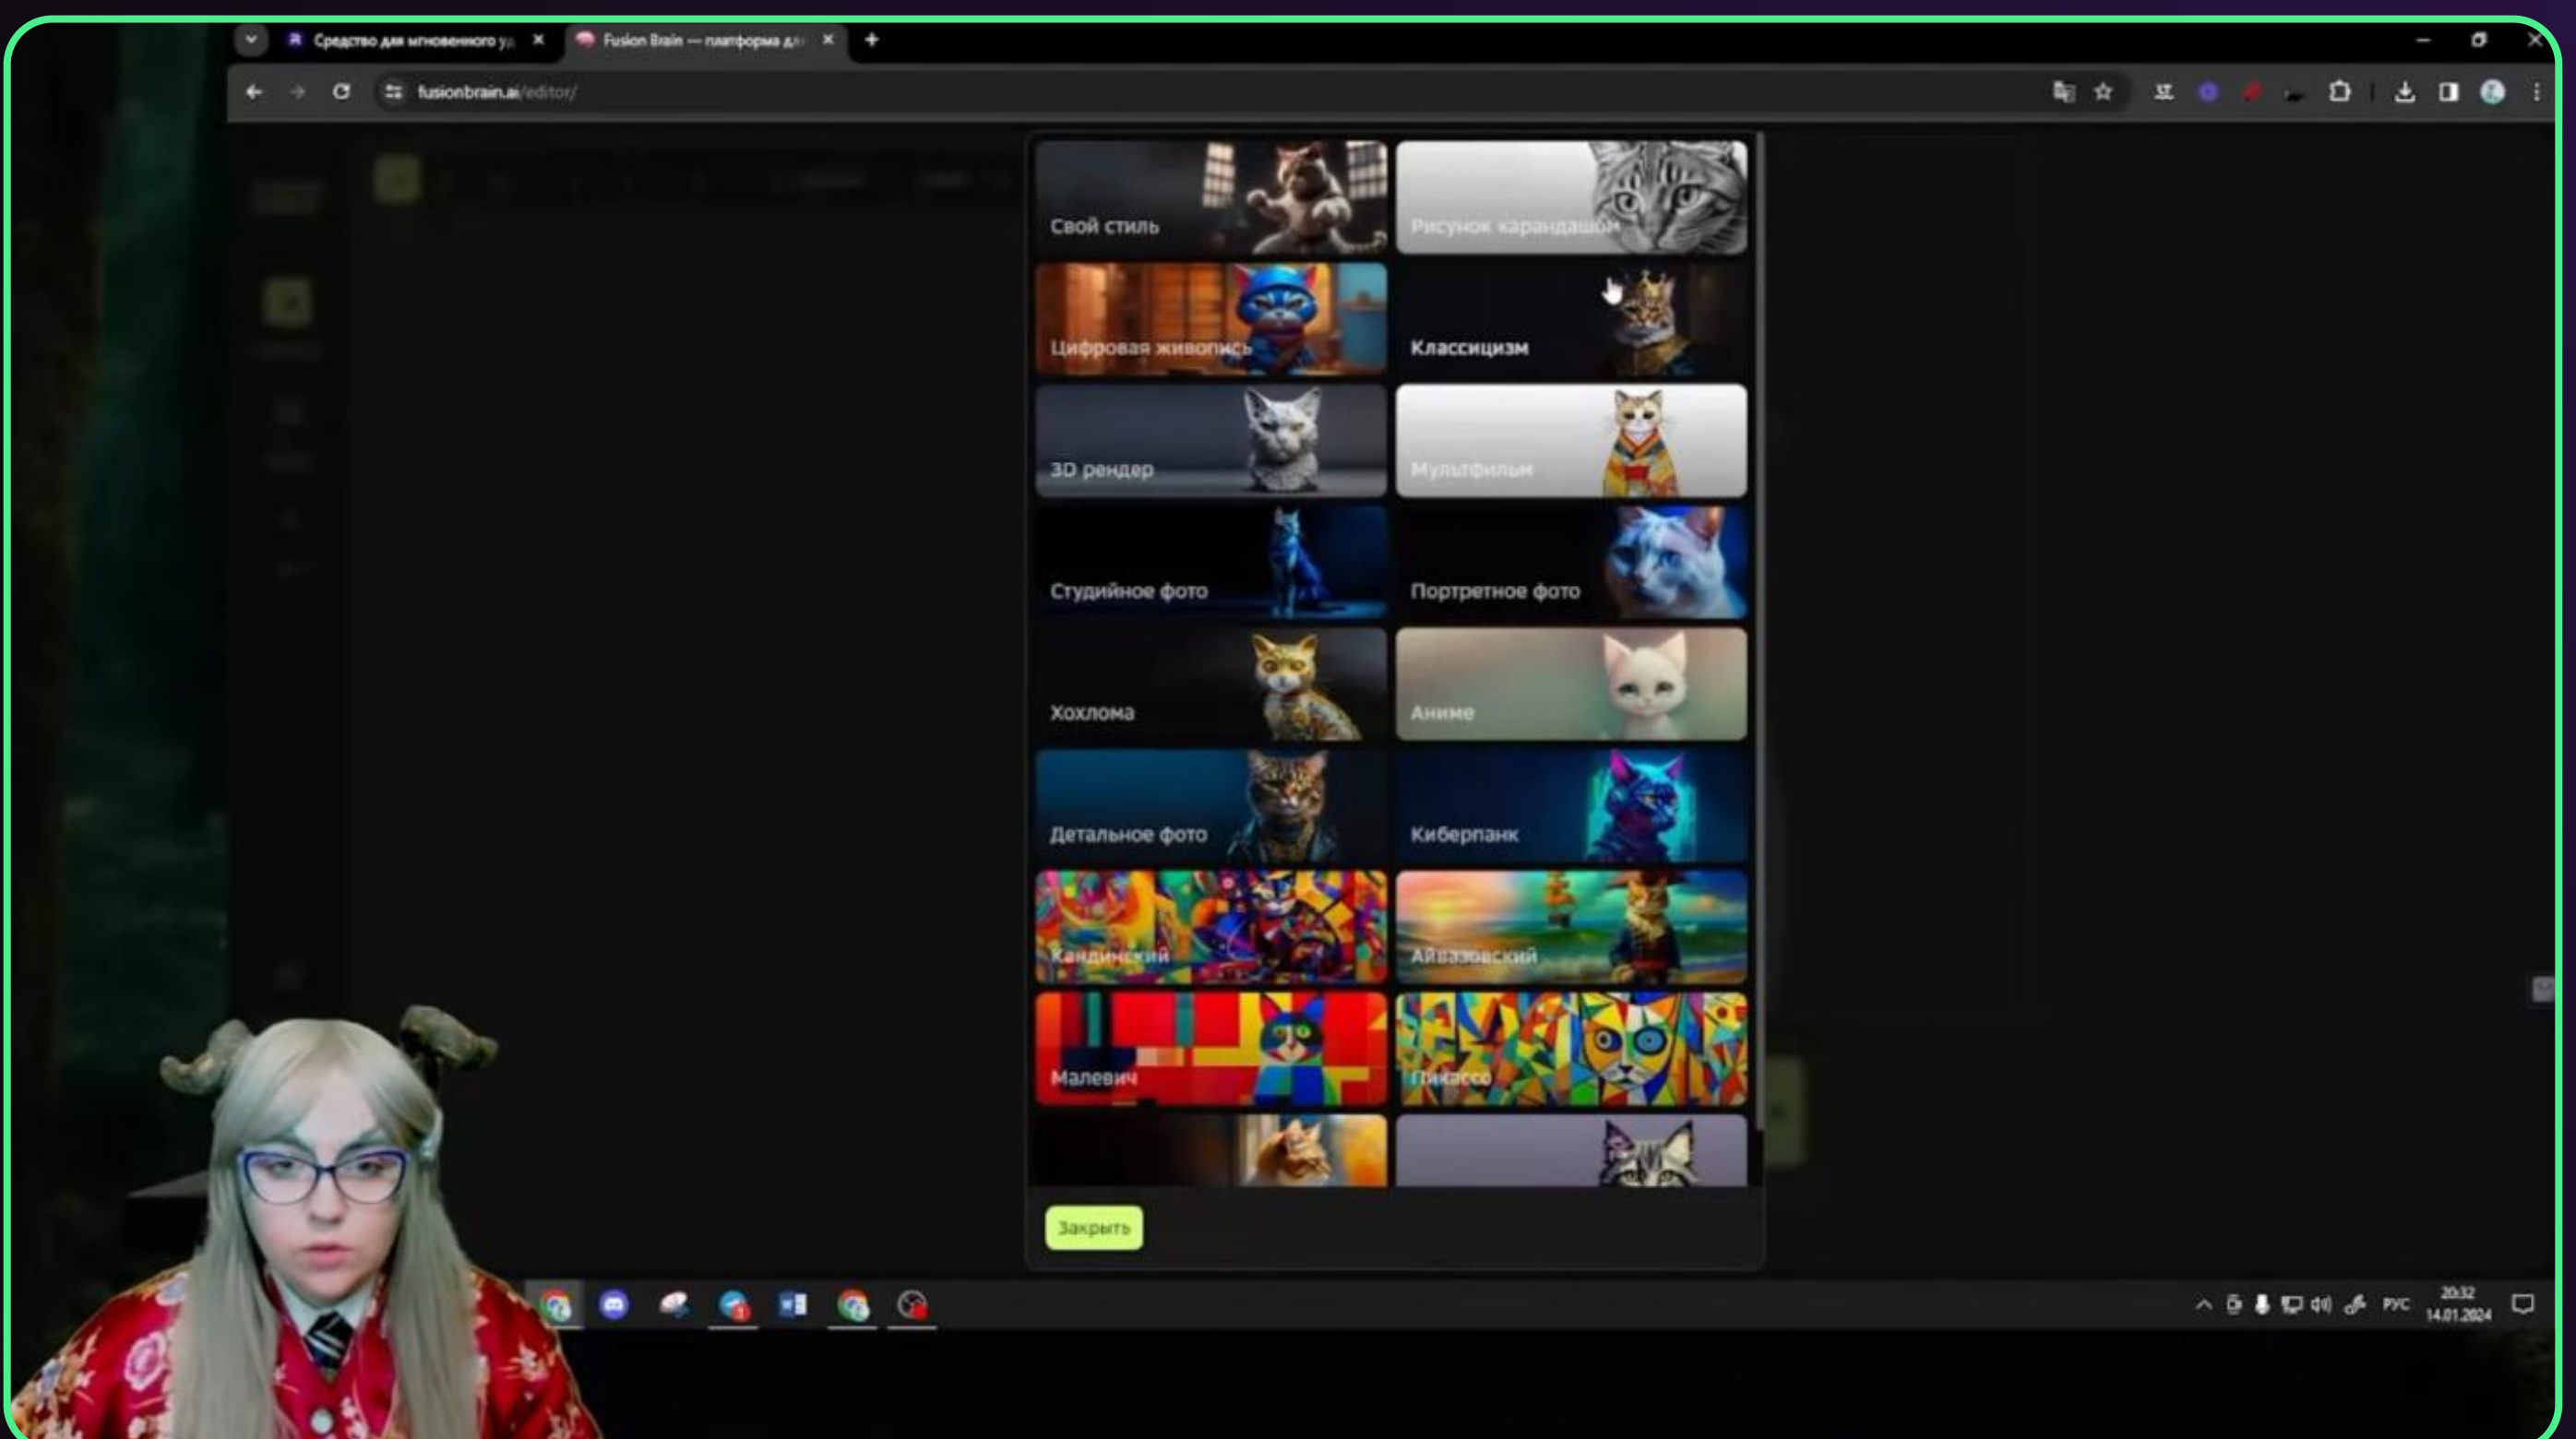 Средство для мгновенного уд
Fusion Brain — платформа дл
fusionbrain.ai/editor/
Свой стиль
Рисунок карандашом
Цифровая живопись
Классицизм
3D рендер
Мультфильм
Студийное фото
Портретное фото
Хохлома
Аниме
Детальное фото
Киберпанк
Кандинский
Айвазовский
Малевич
Пикассо
Закрыть
РУС
20:32
14.01.2024